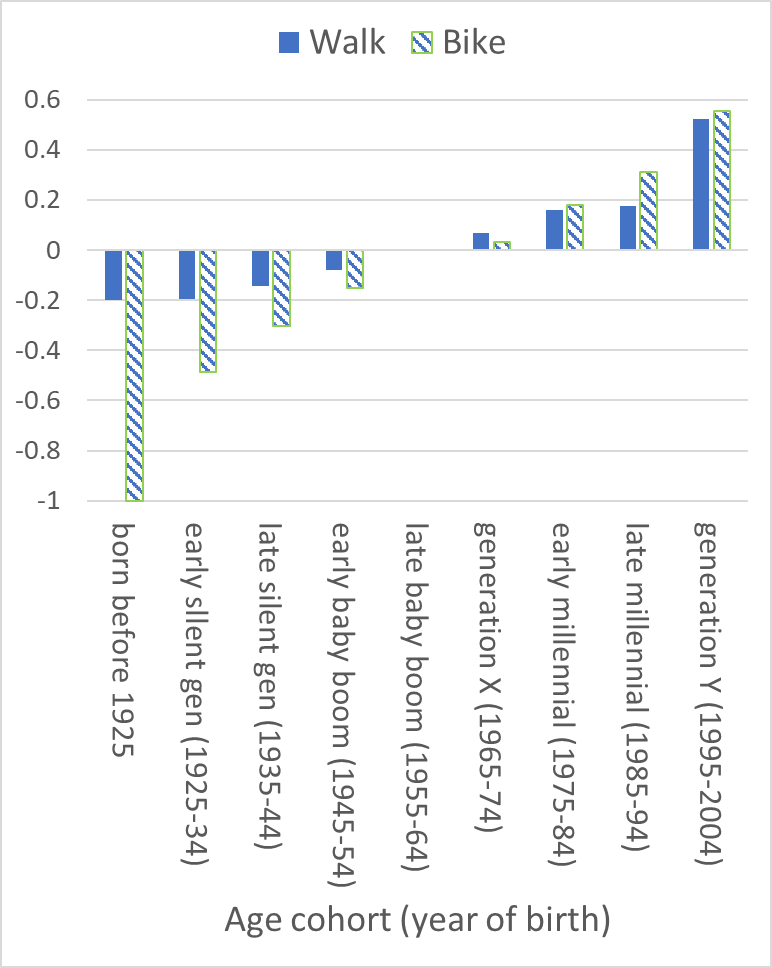 Walk Bike
0.6
0.4
0.2
0
-0.2
-0.4
-0.6
-0.8
-1
born before 1925
early sllent gen (1925-34)
late silent gen (1935-44)
early baby boom (1945-54)
late baby boom (1955-64)
generation X (1965-74)
early millennial (1975-84)
late millennial (1985-94)
generation Y (1995-2004)
Age cohort (year of birth)